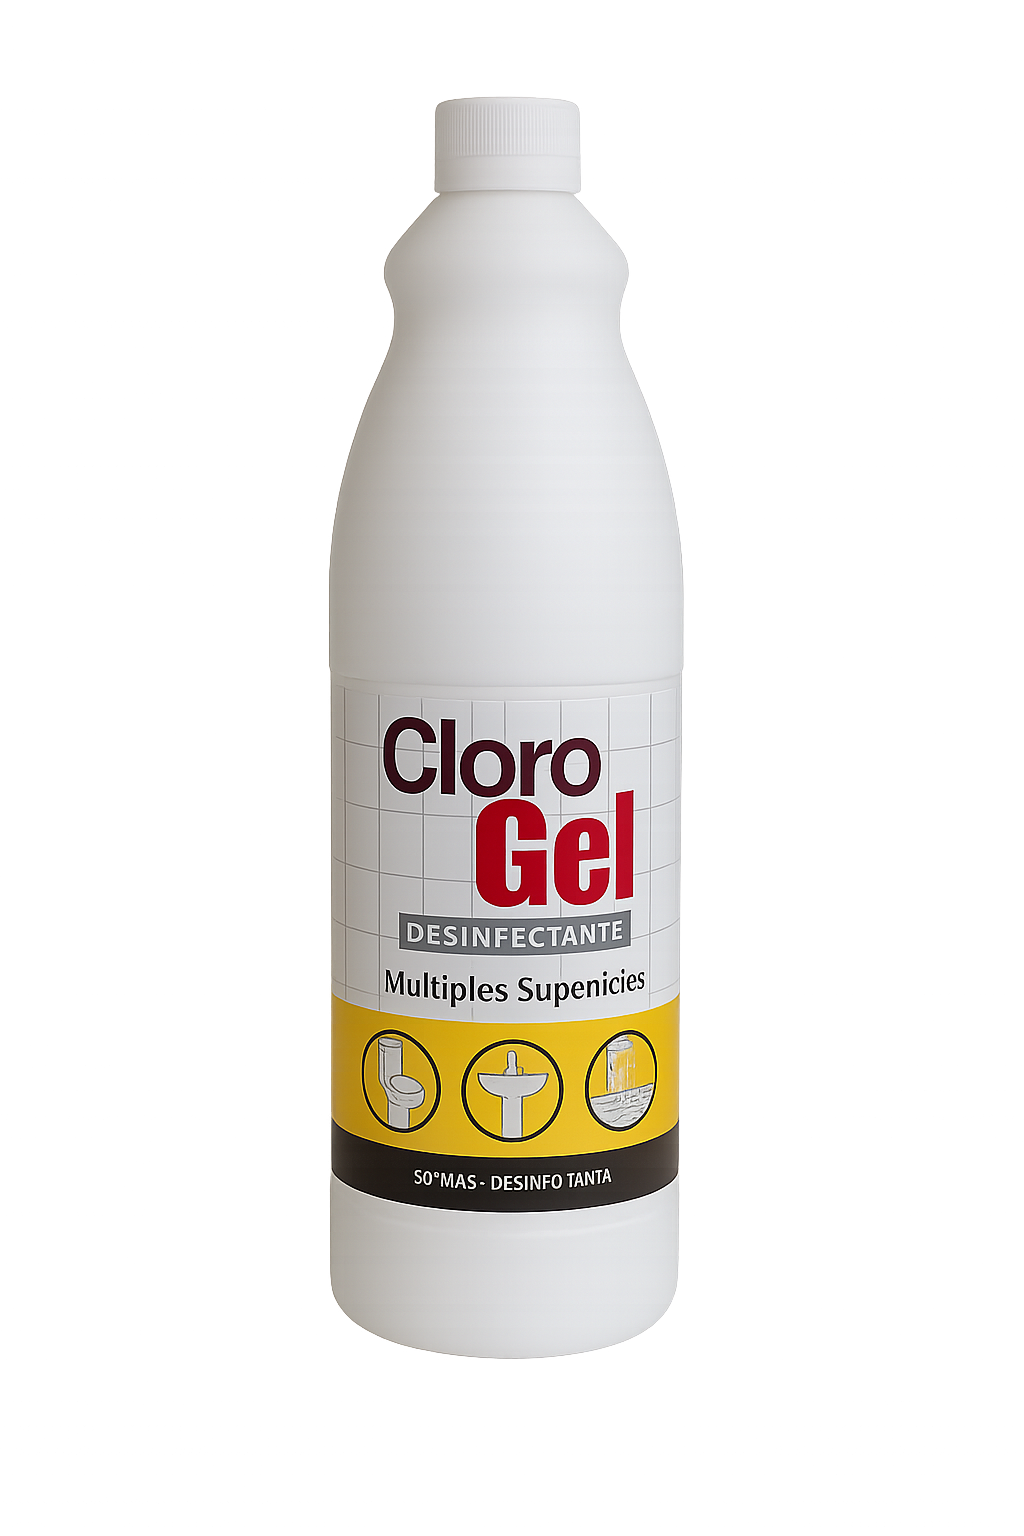 Cloro
Gel
DESINFECTANTE
Multiples Supenicies
SO°MAS - DESINFO TANTA